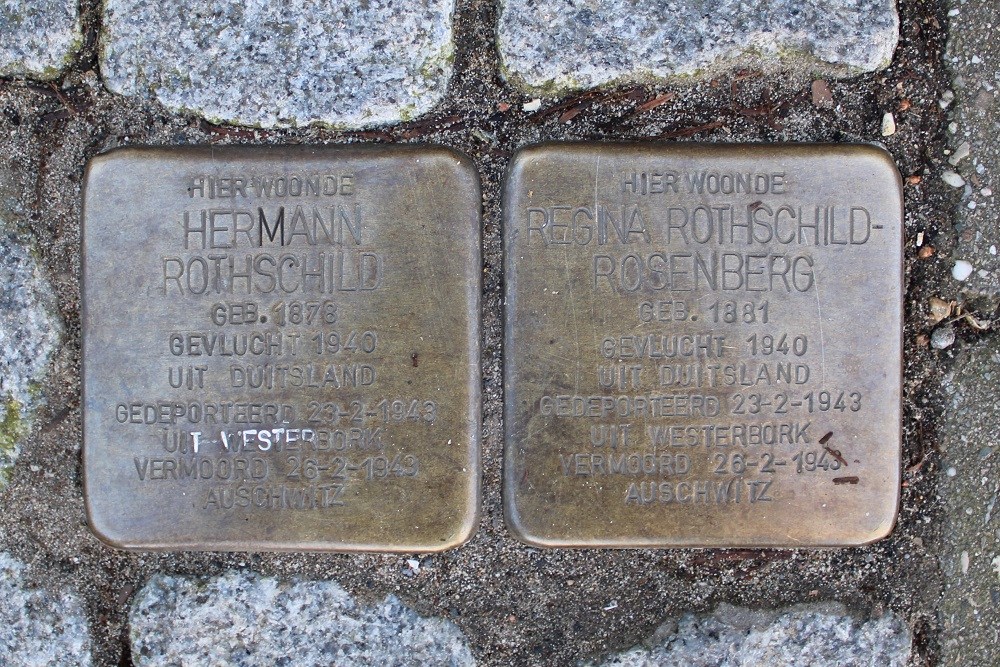 HIER WOONDE
HERMANN
ROTHSCHILD
GEB. 1878
GEVLUCHT 1940
UIT DUITSLAND
GEDEPORTEERD 23-2-1943
UIT WESTERBORK
VERMOORD 26-2-1943
AUSCHWITZ
HIER WOONDE
REGINA ROTHSCHILD-
ROSENBERG
GEB. 1881
GEVLUCHT 1940
UIT DUITSLAND
GEDEPORTEERD 23-2-1943
UIT WESTERBORK
VERMOORD 26-2-1943
AUSCHWITZ